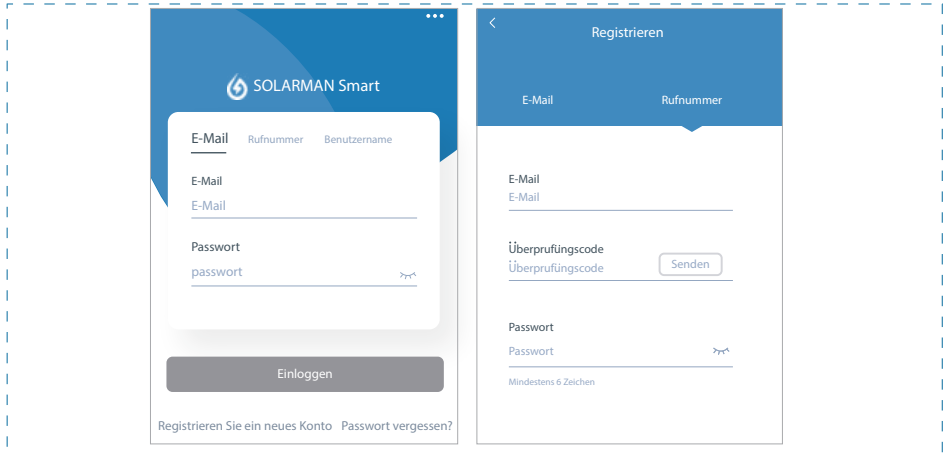 SOLARMAN Smart
E-Mail Rufnummer Benutzername
E-Mail
E-Mail
Passwort
passwort
Einloggen
Registrieren Sie ein neues Konto Passwort vergessen?
Registrieren
E-Mail Rufnummer
E-Mail
E-Mail
Überprufüngscode
Überprufüngscode Senden
Passwort
Passwort
Mindestens 6 Zeichen